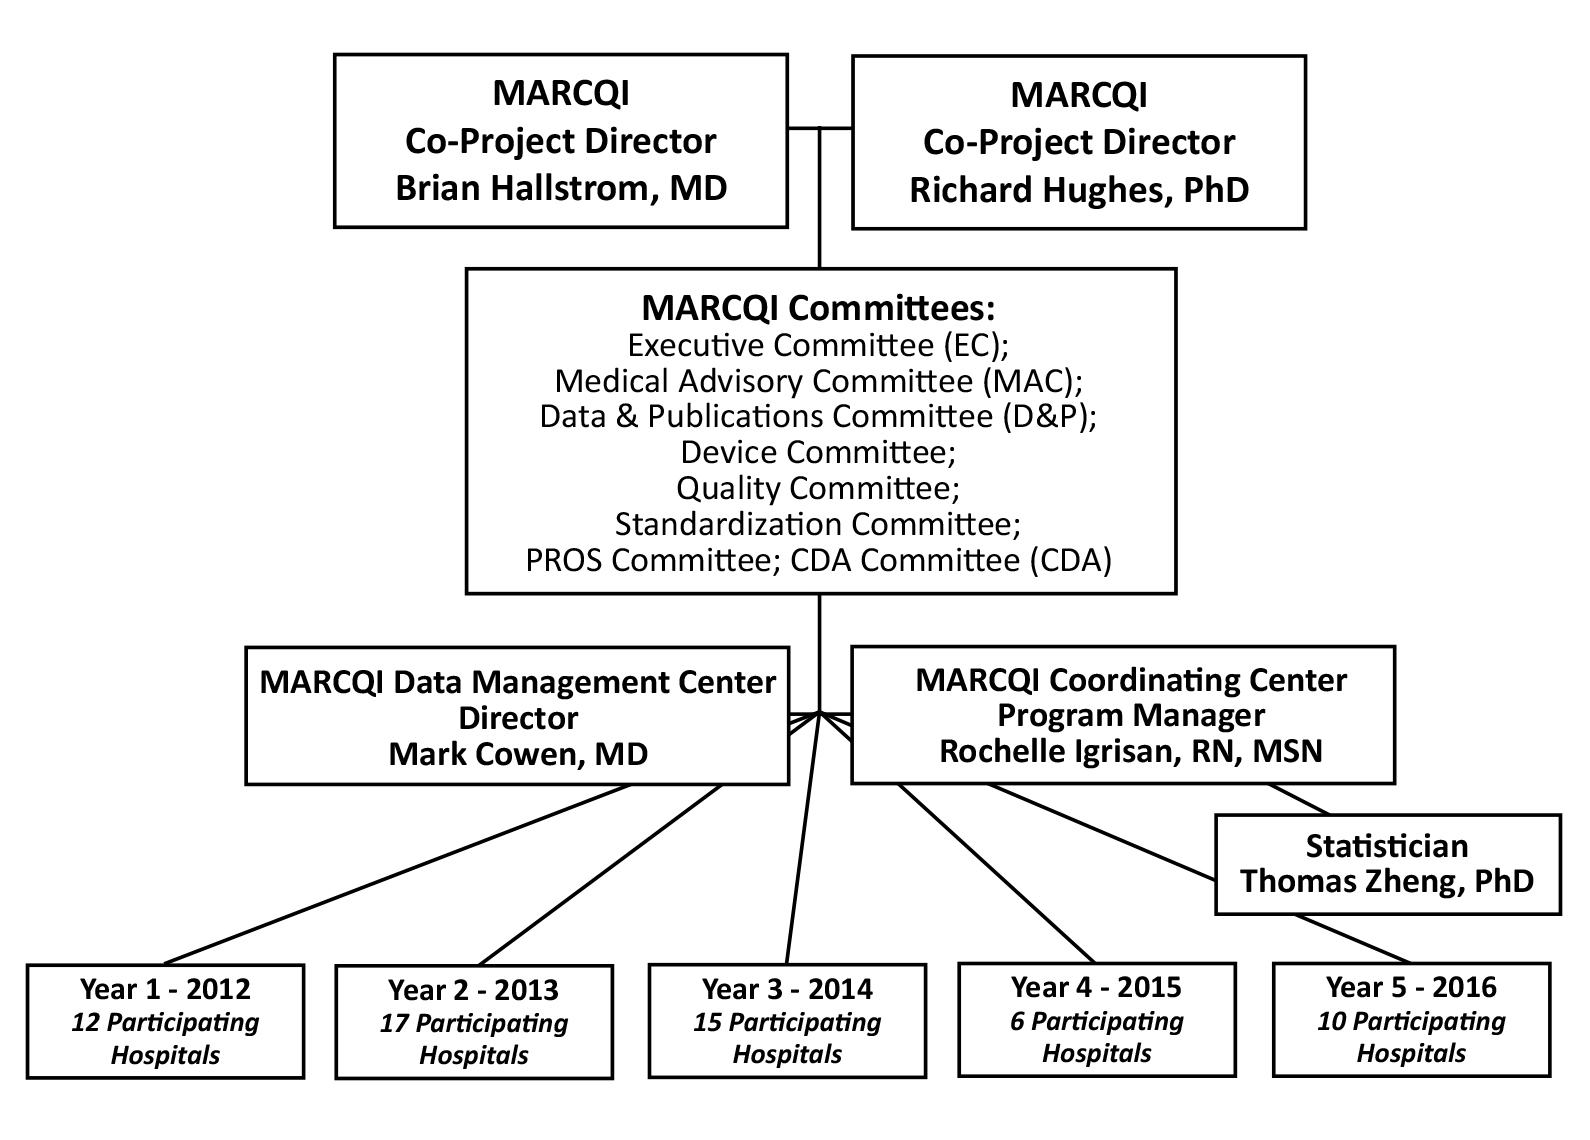 MARCQI
Co-Project Director
Brian Hallstrom, MD
MARCQI
Co-Project Director
Richard Hughes, PhD
MARCQI Committees:
Executive Committee (EC);
Medical Advisory Committee (MAC);
Data & Publications Committee (D&P);
Device Committee;
Quality Committee;
Standardization Committee;
PROS Committee; CDA Committee (CDA)
MARCQI Data Management Center
Director
Mark Cowen, MD
MARCQI Coordinating Center
Program Manager
Rochelle Igrisan, RN, MSN
Statistician
Thomas Zheng, PhD
Year 1 - 2012
12 Participating
Hospitals
Year 2 - 2013
17 Participating
Hospitals
Year 3 - 2014
15 Participating
Hospitals
Year 4 - 2015
6 Participating
Hospitals
Year 5 - 2016
10 Participating
Hospitals